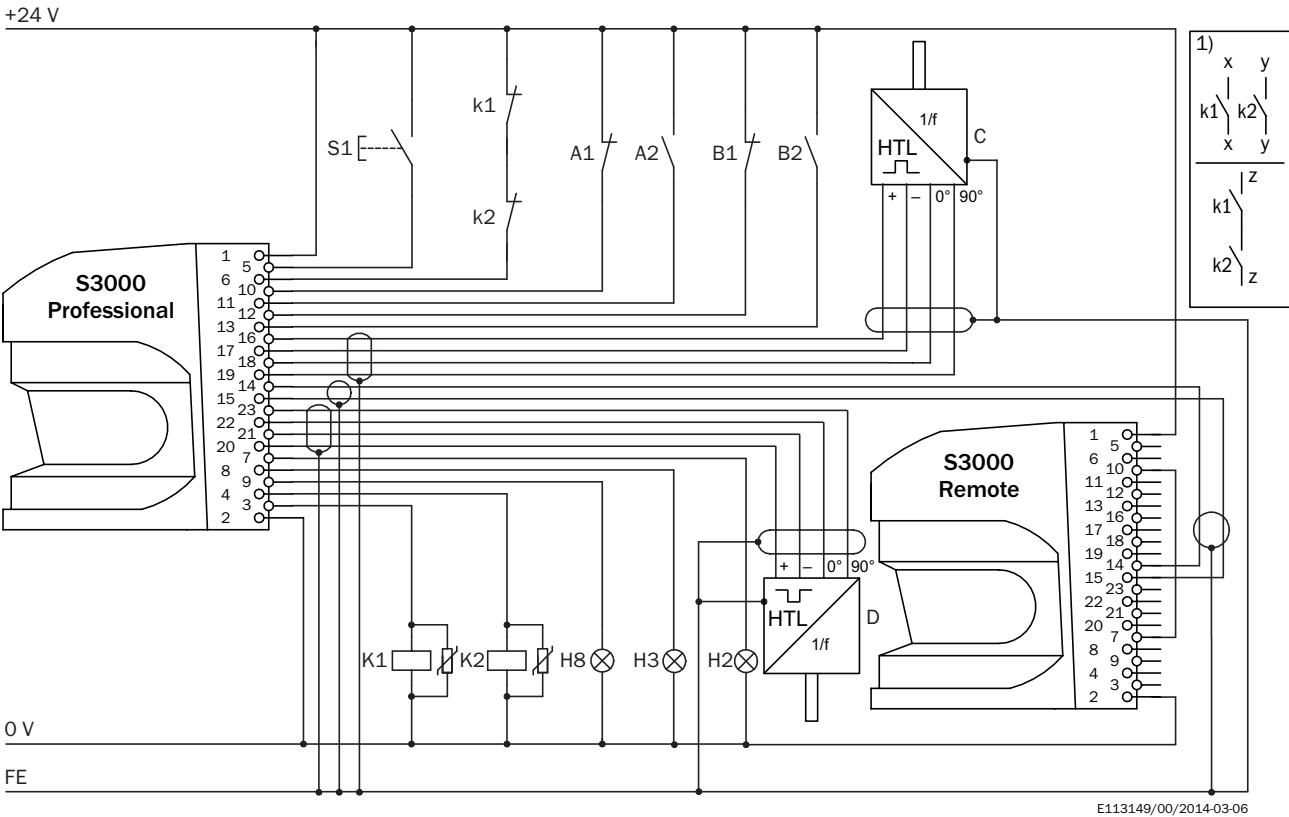 +24 V
1)
x y
k1 k2
x y
z
k1
k2
z
k1
S1
k2
A1 A2 B1 B2
1/f
HTL
C
+ – 0° 90°
S3000
Professional
1
5
6
10
11
12
13
16
17
18
19
14
15
23
22
21
20
7
8
9
4
3
2
S3000
Remote
1
5
6
10
11
12
13
16
17
18
19
14
15
23
22
21
20
7
8
9
4
3
2
+ – 0° 90°
HTL
1/f
D
K1 K2 H8 H3 H2
0 V
FE
E113149/00/2014-03-06